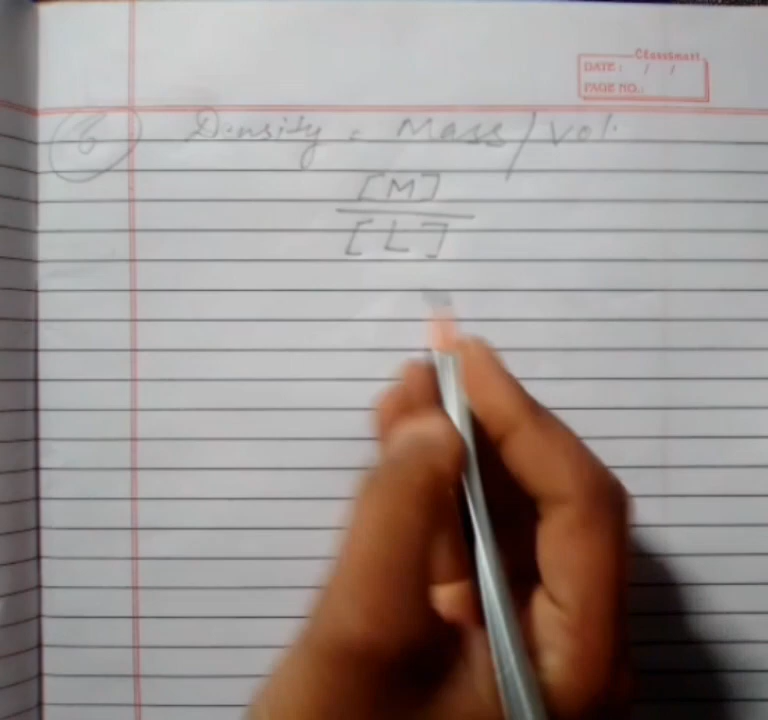 Classmate
DATE: / /
PAGE NO.:
6 Density = Mass/Vol.
[M]
[L]